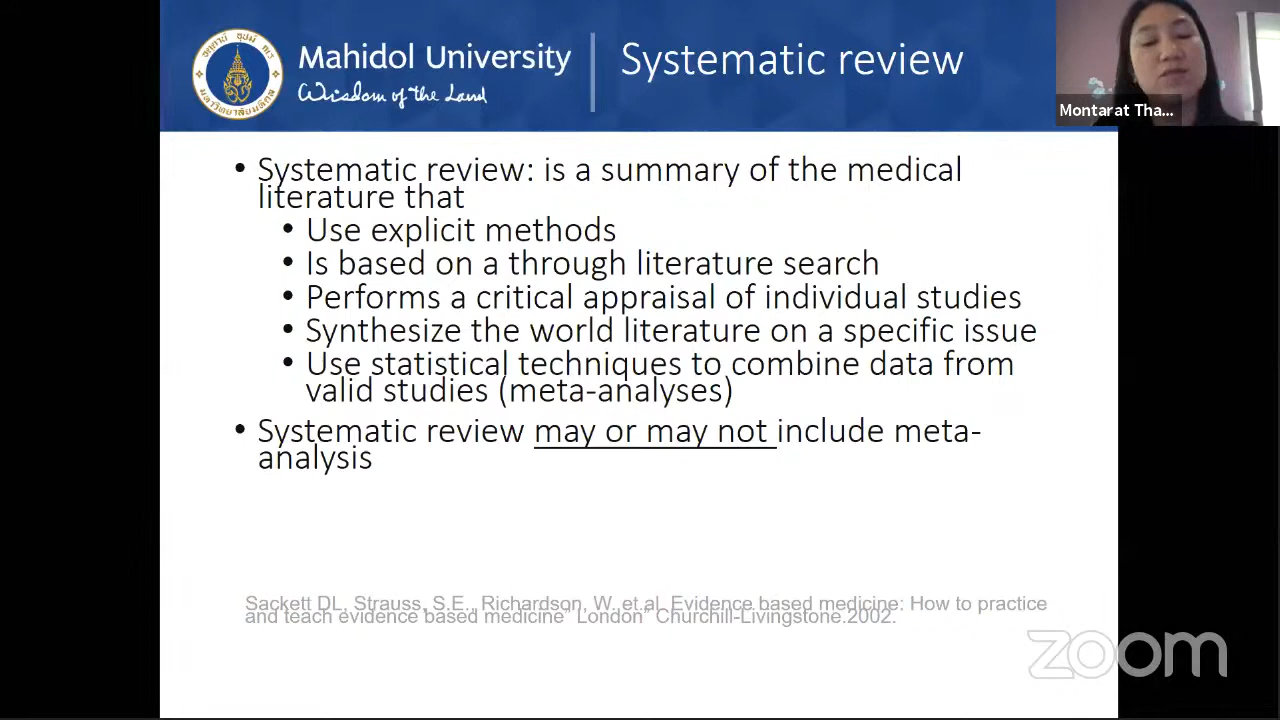 Mahidol University
Wisdom of the Land
Systematic review
Montarat Tha...
• Systematic review: is a summary of the medical
literature that
• Use explicit methods
• Is based on a through literature search
• Performs a critical appraisal of individual studies
• Synthesize the world literature on a specific issue
• Use statistical techniques to combine data from
valid studies (meta-analyses)
• Systematic review may or may not include meta-
analysis
Sackett DL, Strauss, S.E., Richardson, W. et.al. Evidence based medicine: How to practice
and teach evidence based medicine" London" Churchill-Livingstone.2002.
zoom